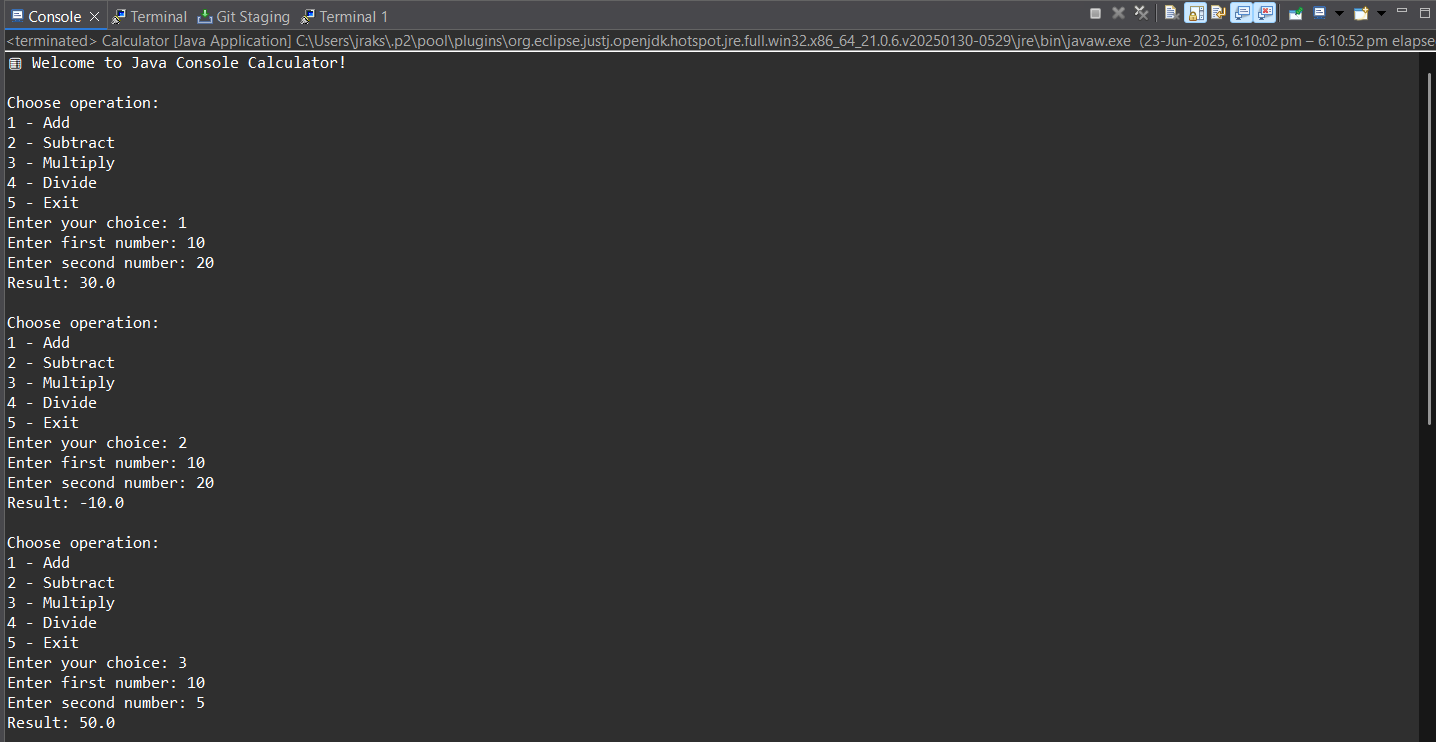 Console Terminal Git Staging Terminal 1
<terminated> Calculator [Java Application] C:\Users\jraks\.p2\pool\plugins\org.eclipse.justj.openjdk.hotspot.jre.full.win32.x86_64_21.0.6.v20250130-0529\jre\bin\javaw.exe (23-Jun-2025, 6:10:02 pm – 6:10:52 pm elapse
Welcome to Java Console Calculator!
Choose operation:
1 - Add
2 - Subtract
3 - Multiply
4 - Divide
5 - Exit
Enter your choice: 1
Enter first number: 10
Enter second number: 20
Result: 30.0
Choose operation:
1 - Add
2 - Subtract
3 - Multiply
4 - Divide
5 - Exit
Enter your choice: 2
Enter first number: 10
Enter second number: 20
Result: -10.0
Choose operation:
1 - Add
2 - Subtract
3 - Multiply
4 - Divide
5 - Exit
Enter your choice: 3
Enter first number: 10
Enter second number: 5
Result: 50.0